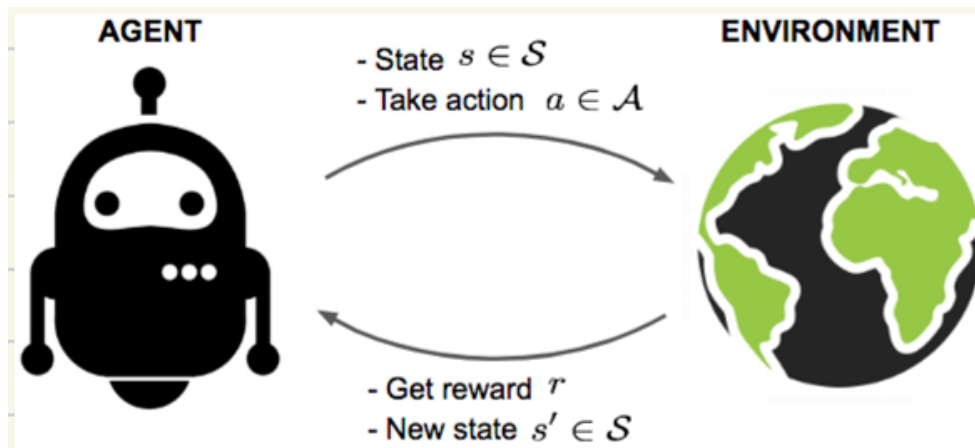 AGENT
ENVIRONMENT
- State s ∈ 𝒮
- Take action a ∈ 𝒜
- Get reward r
- New state s′ ∈ 𝒮